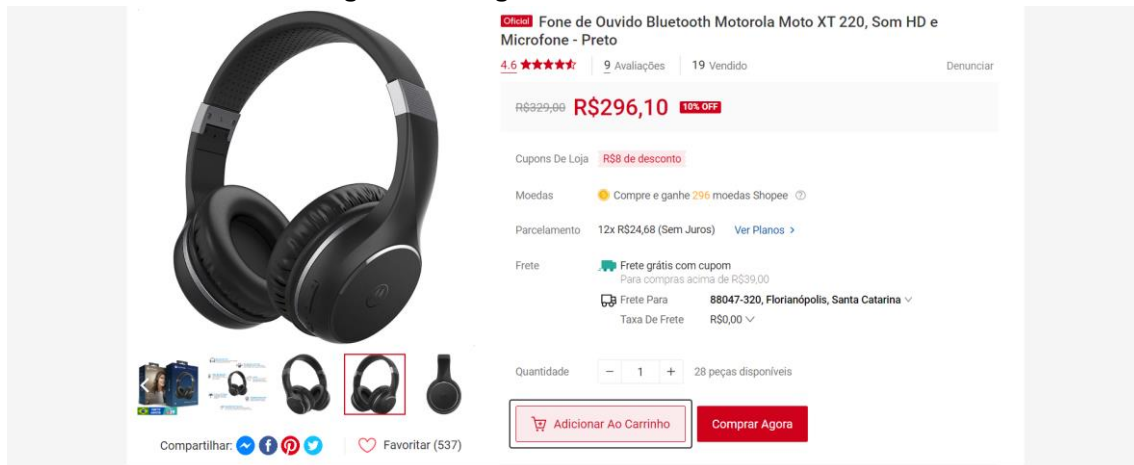 Oficial Fone de Ouvido Bluetooth Motorola Moto XT 220, Som HD e
Microfone - Preto
4.6 9 Avaliações 19 Vendido Denunciar
R$329,00 R$296,10 10% OFF
Cupons De Loja R$8 de desconto
Moedas Compre e ganhe 296 moedas Shopee
Parcelamento 12x R$24,68 (Sem Juros) Ver Planos >
Frete Frete grátis com cupom
Para compras acima de R$39,00
Frete Para 88047-320, Florianópolis, Santa Catarina
Taxa De Frete R$0,00
Quantidade - 1 + 28 peças disponíveis
Adicionar Ao Carrinho Comprar Agora
Compartilhar: Favoritar (537)